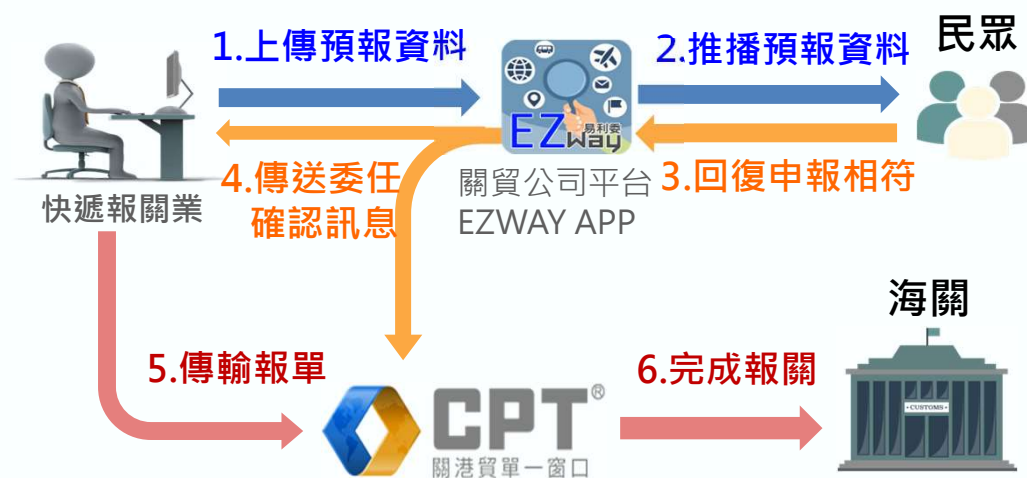 民眾
1.上傳預報資料
2.推播預報資料
EZway
易利委
4.傳送委任
確認訊息
快遞報關業
關貿公司平台
EZWAY APP
3.回復申報相符
海關
5.傳輸報單
6.完成報關
CUSTOMS
CPT®
關港貿單一窗口